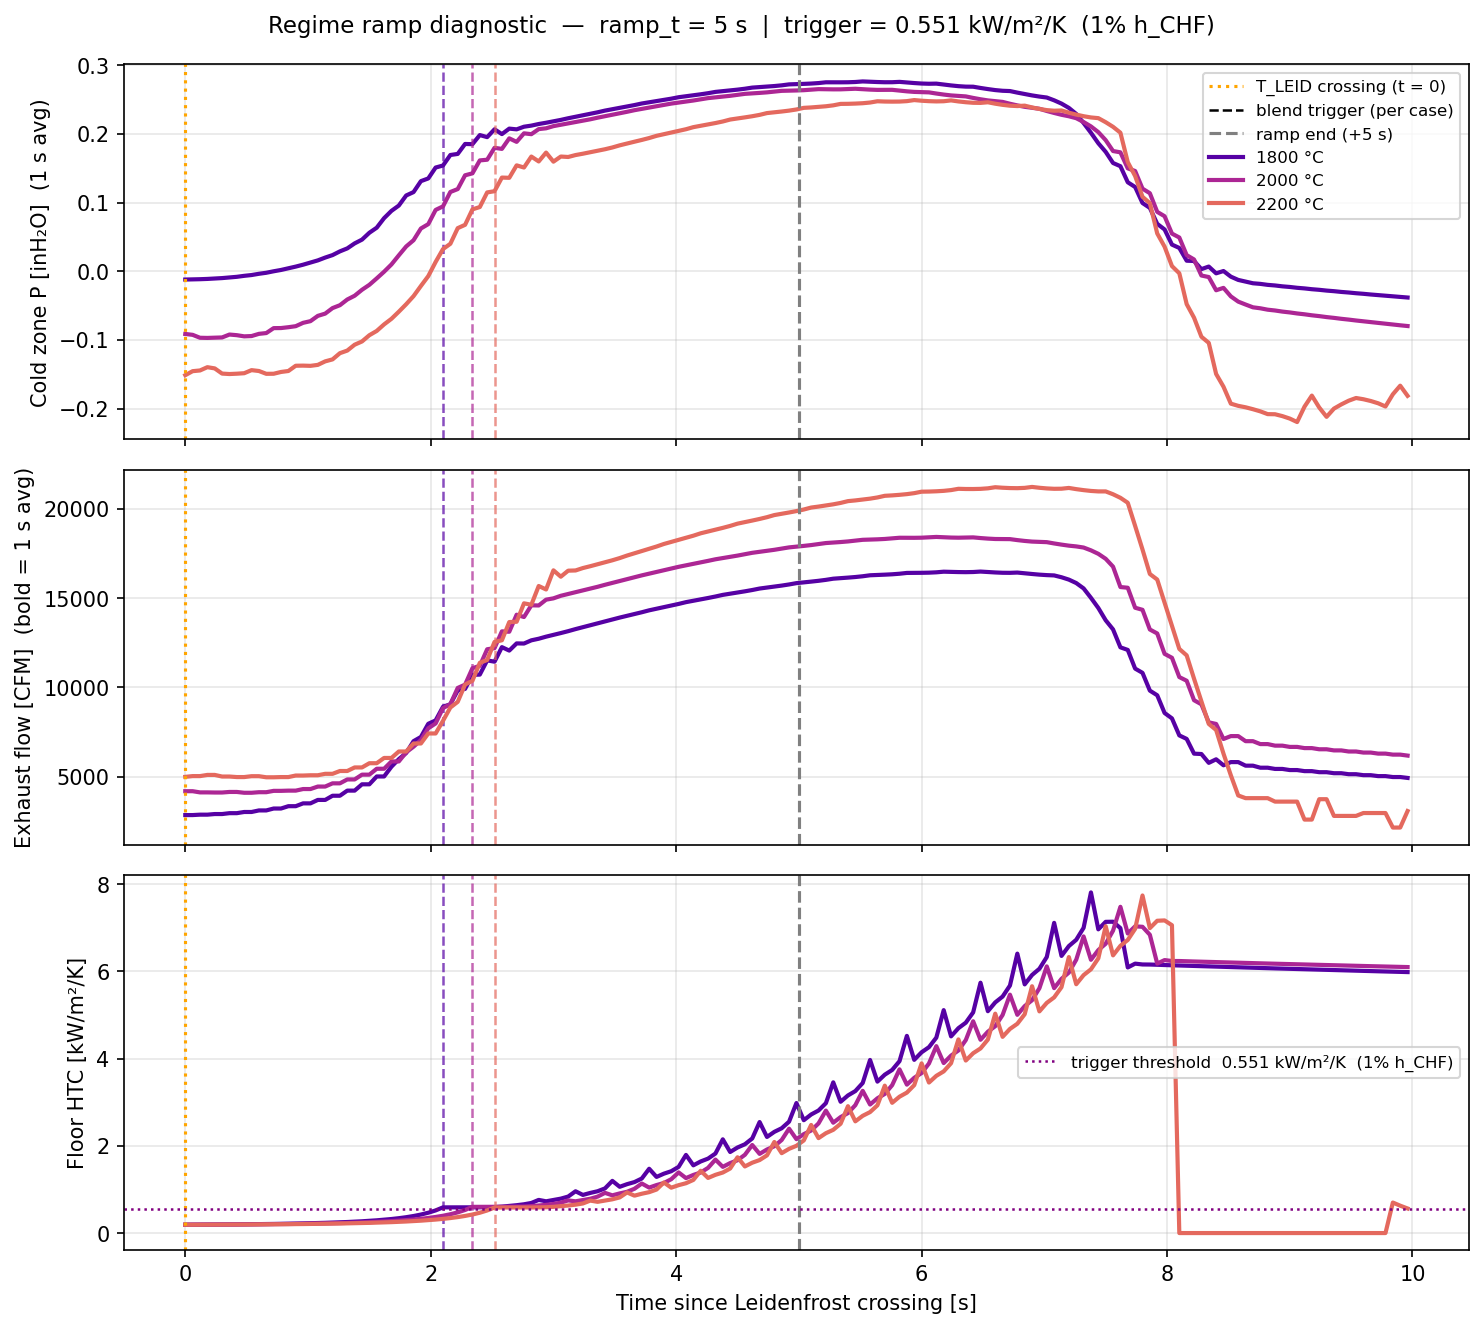 Regime ramp diagnostic — ramp_t = 5 s | trigger = 0.551 kW/m²/K (1% h_CHF)
Cold zone P [inH₂O] (1 s avg)
0.3
0.2
0.1
0.0
−0.1
−0.2
T_LEID crossing (t = 0)
blend trigger (per case)
ramp end (+5 s)
1800 °C
2000 °C
2200 °C
Exhaust flow [CFM] (bold = 1 s avg)
20000
15000
10000
5000
Floor HTC [kW/m²/K]
8
6
4
2
0
trigger threshold 0.551 kW/m²/K (1% h_CHF)
0 2 4 6 8 10
Time since Leidenfrost crossing [s]